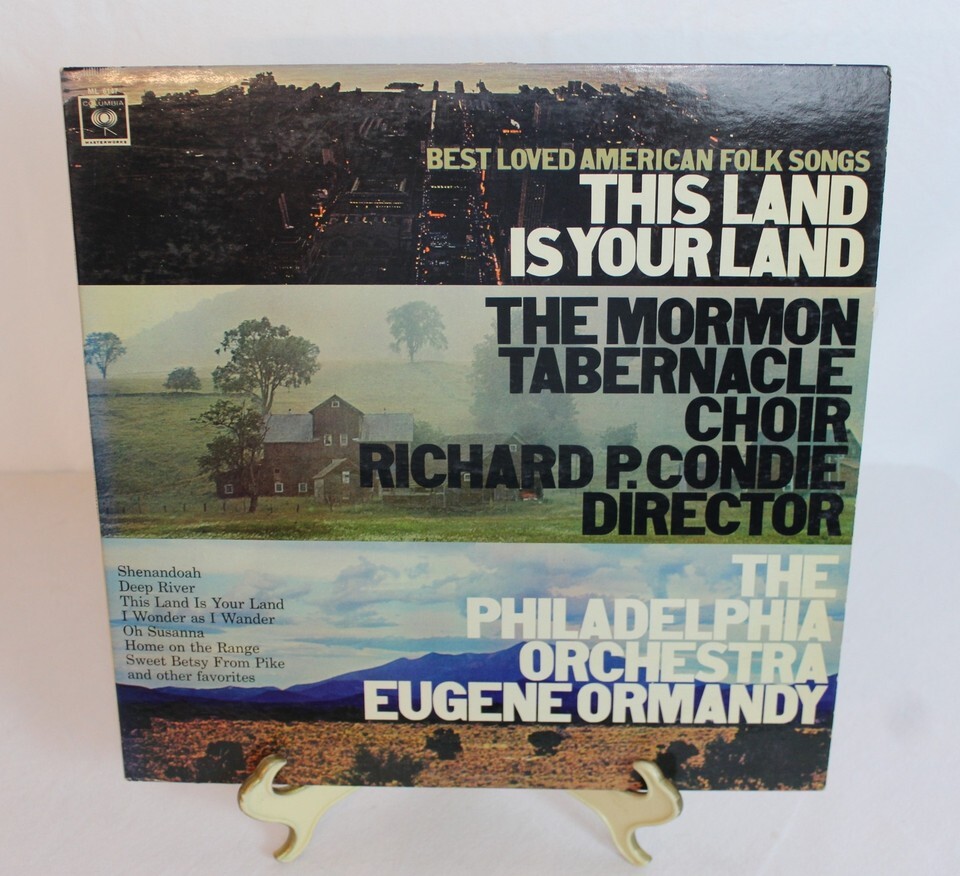 ML 6147
COLUMBIA
MASTERWORKS
BEST LOVED AMERICAN FOLK SONGS
THIS LAND
IS YOUR LAND
THE MORMON
TABERNACLE
CHOIR
RICHARD P. CONDIE
DIRECTOR
Shenandoah
Deep River
This Land Is Your Land
I Wonder as I Wander
Oh Susanna
Home on the Range
Sweet Betsy From Pike
and other favorites
THE
PHILADELPHIA
ORCHESTRA
EUGENE ORMANDY